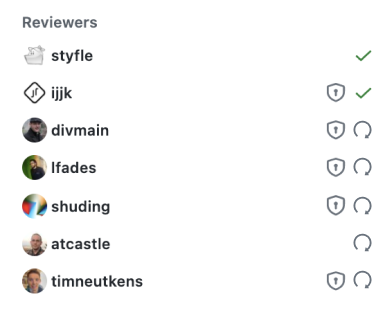 Reviewers
styfle
ijjk
divmain
lfades
shuding
atcastle
timneutkens